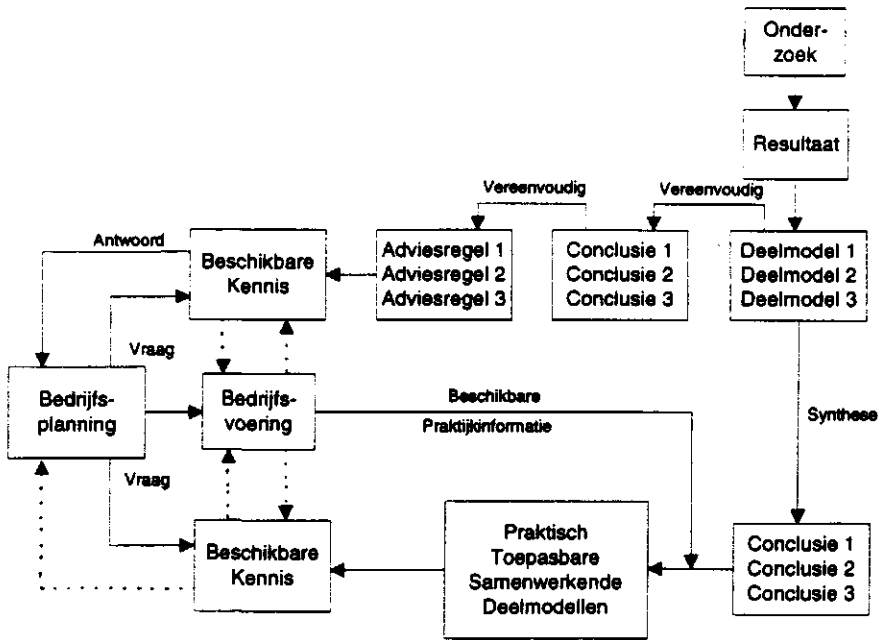 Onder-
zoek
Resultaat
Vereenvoudig
Vereenvoudig
Antwoord
Beschikbare
Kennis
Adviesregel 1
Adviesregel 2
Adviesregel 3
Conclusie 1
Conclusie 2
Conclusie 3
Deelmodel 1
Deelmodel 2
Deelmodel 3
Vraag
Bedrijfs-
planning
Bedrijfs-
voering
Beschikbare
Praktijkinformatie
Synthese
Vraag
Beschikbare
Kennis
Praktisch
Toepasbare
Samenwerkende
Deelmodellen
Conclusie 1
Conclusie 2
Conclusie 3